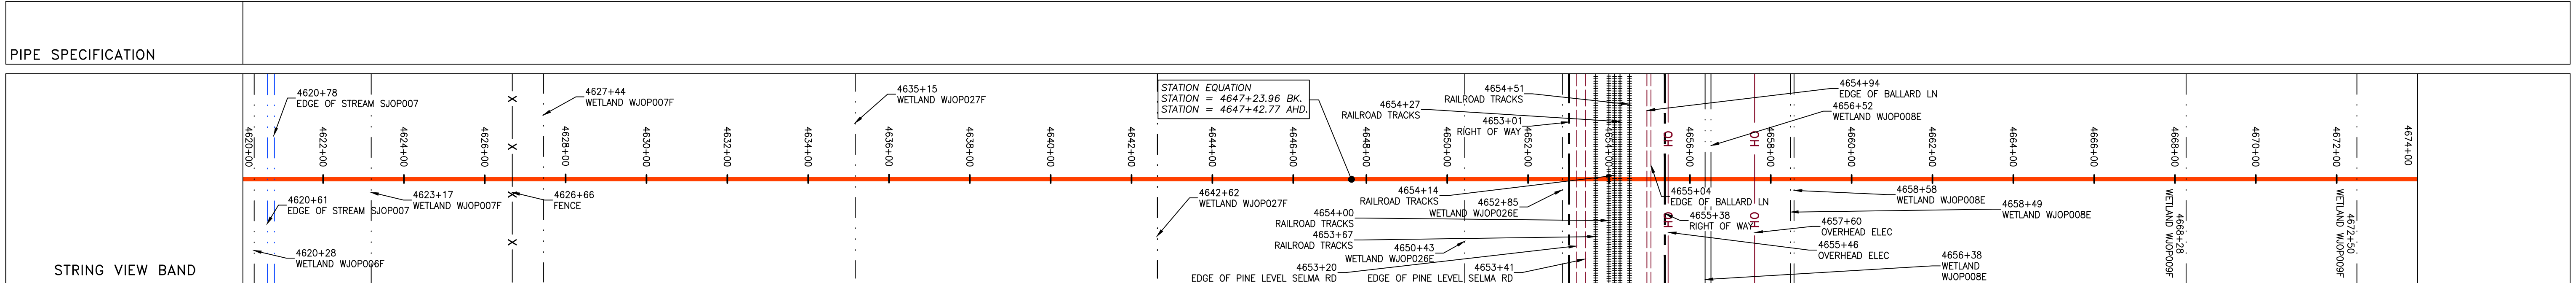 PIPE SPECIFICATION
STRING VIEW BAND
4620+00
4622+00
4624+00
4626+00
4628+00
4630+00
4632+00
4634+00
4636+00
4638+00
4640+00
4642+00
4644+00
4646+00
4648+00
4650+00
4652+00
4654+00
4656+00
4658+00
4660+00
4662+00
4664+00
4666+00
4668+00
4670+00
4672+00
4674+00
4620+78
EDGE OF STREAM SJOP007
4620+61
EDGE OF STREAM SJOP007
4620+28
WETLAND WJOP006F
4623+17
WETLAND WJOP007F
X
X
X
X
4626+66
FENCE
4627+44
WETLAND WJOP007F
4635+15
WETLAND WJOP027F
4642+62
WETLAND WJOP027F
STATION EQUATION
STATION = 4647+23.96 BK.
STATION = 4647+42.77 AHD.
4654+51
RAILROAD TRACKS
4654+27
RAILROAD TRACKS
4653+01
RIGHT OF WAY
4654+14
RAILROAD TRACKS
4652+85
WETLAND WJOP026E
4654+00
RAILROAD TRACKS
4653+67
RAILROAD TRACKS
4650+43
WETLAND WJOP026E
4653+20
EDGE OF PINE LEVEL SELMA RD
4653+41
EDGE OF PINE LEVEL SELMA RD
4654+94
EDGE OF BALLARD LN
4656+52
WETLAND WJOP008E
OH
OH
OH
OH
4655+04
EDGE OF BALLARD LN
4655+38
RIGHT OF WAY
4658+58
WETLAND WJOP008E
4658+49
WETLAND WJOP008E
4657+60
OVERHEAD ELEC
4655+46
OVERHEAD ELEC
4656+38
WETLAND
WJOP008E
4668+28
WETLAND WJOP009F
4672+50
WETLAND WJOP009F